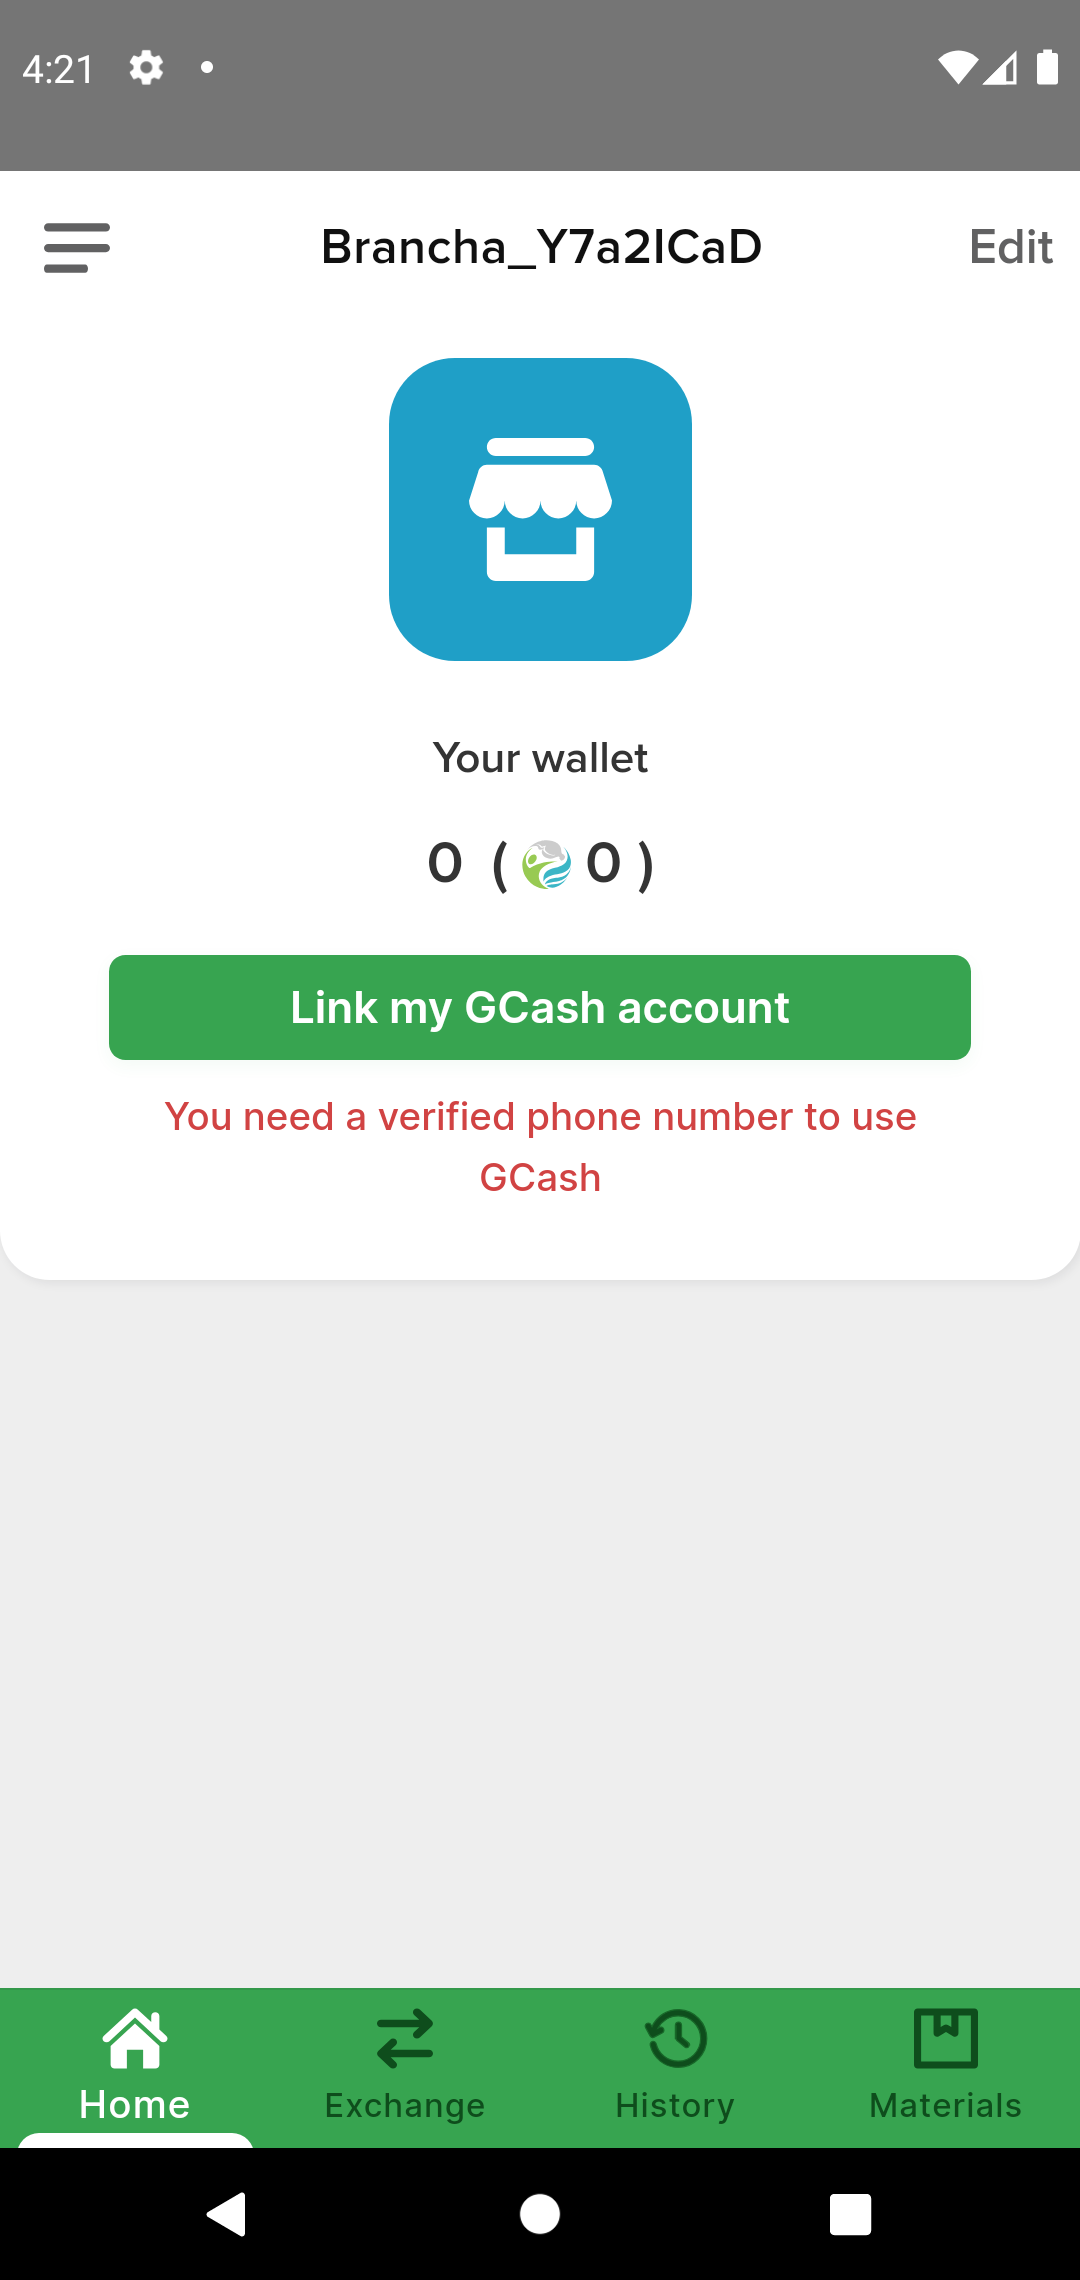 4:21
Brancha_Y7a2ICaD
Edit
Your wallet
0 ( 0 )
Link my GCash account
You need a verified phone number to use
GCash
Home
Exchange
History
Materials